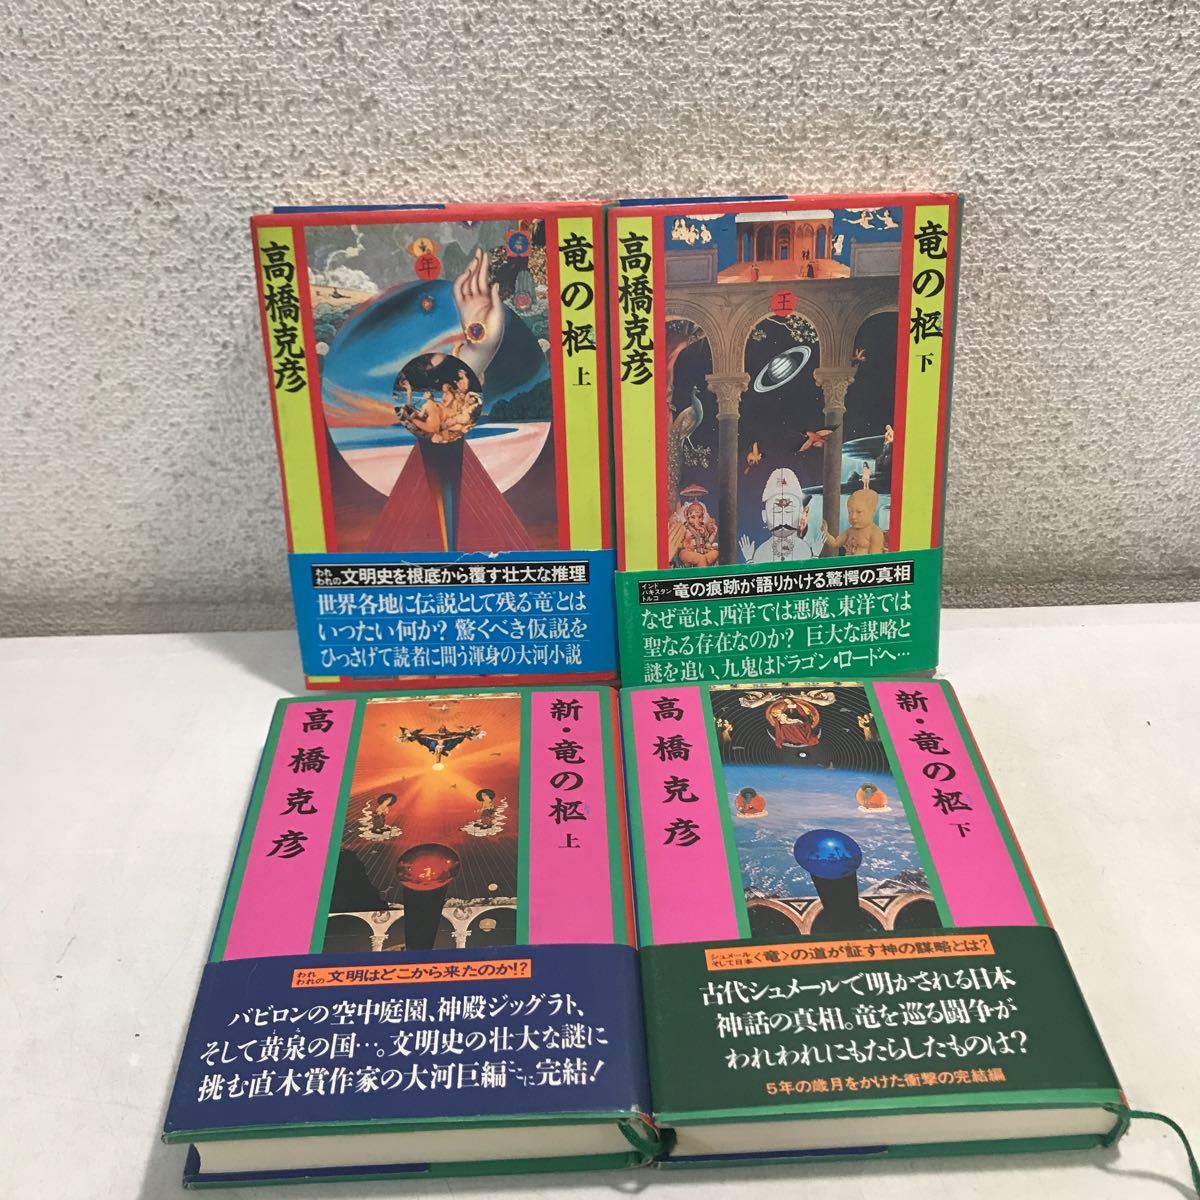 竜の柩 上
高橋克彦
年
われわれの文明史を根底から覆す壮大な推理
世界各地に伝説として残る“竜”とは
いったい何か?驚くべき仮説を
ひっさげて読者に問う渾身の大河小説
竜の柩 下
高橋克彦
王
インド パキスタン トルコ 竜の痕跡が語りかける驚愕の真相
なぜ竜は、西洋では悪魔、東洋では
聖なる存在なのか? 巨大な謀略と
謎を追い、九鬼はドラゴン・ロードへ…
新・竜の柩 上
高橋克彦
われわれの文明はどこから来たのか!?
バビロンの空中庭園、神殿ジッグラト、
そして黄泉の国…。文明史の壮大な謎に
挑む直木賞作家の大河巨編ここに完結!
新・竜の柩 下
高橋克彦
シュメール そして日本〈竜〉の道が証す神の謀略とは?
古代シュメールで明かされる日本
神話の真相。竜を巡る闘争が
われわれにもたらしたものは?
5年の歳月をかけた衝撃の完結編